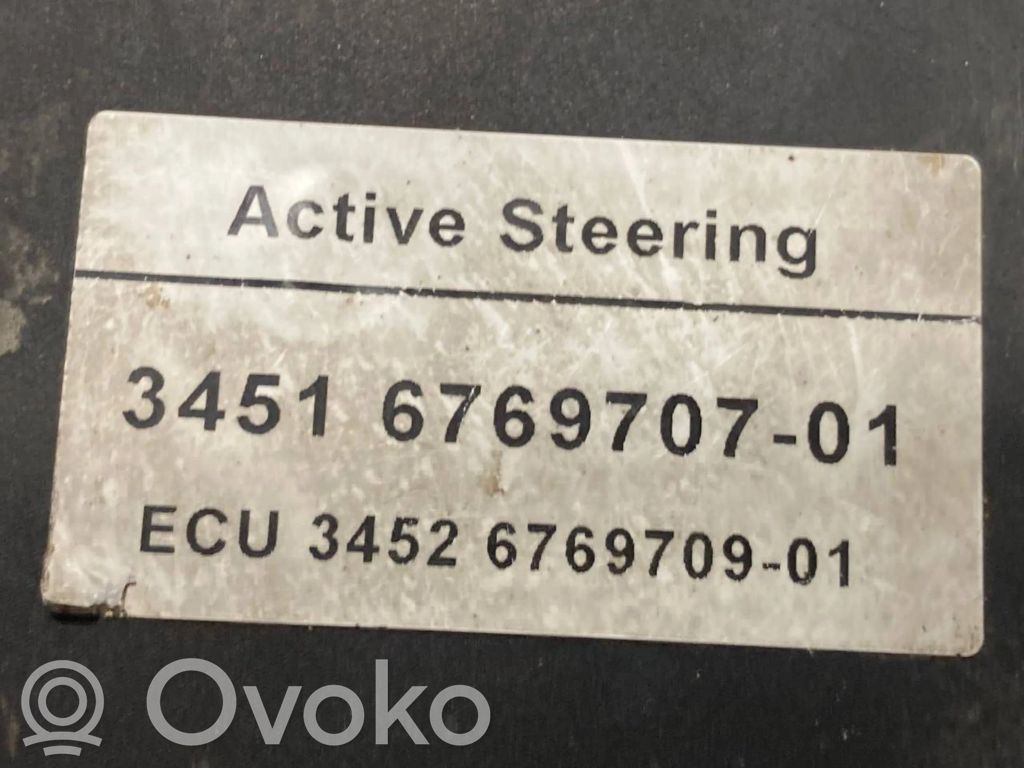 Active Steering
3451 6769707-01
ECU 3452 6769709-01
Ovoko